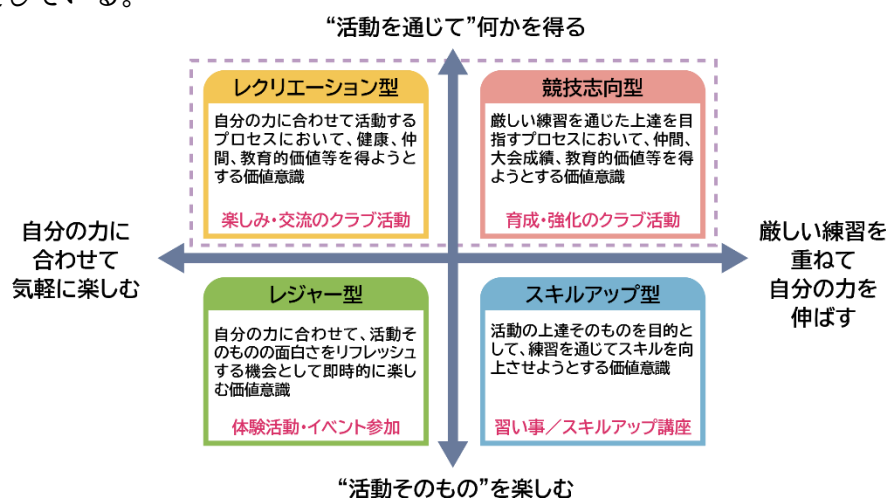 している。
“活動を通じて”何かを得る
レクリエーション型
自分の力に合わせて活動する
プロセスにおいて、健康、仲
間、教育的価値等を得ようと
する価値意識
楽しみ・交流のクラブ活動
競技志向型
厳しい練習を通じた上達を目
指すプロセスにおいて、仲間、
大会成績、教育的価値等を得
ようとする価値意識
育成・強化のクラブ活動
自分の力に
合わせて
気軽に楽しむ
厳しい練習を
重ねて
自分の力を
伸ばす
レジャー型
自分の力に合わせて、活動そ
のものの面白さをリフレッシュ
する機会として即時的に楽し
む価値意識
体験活動・イベント参加
スキルアップ型
活動の上達そのものを目的と
して、練習を通じてスキルを向
上させようとする価値意識
習い事／スキルアップ講座
“活動そのもの”を楽しむ